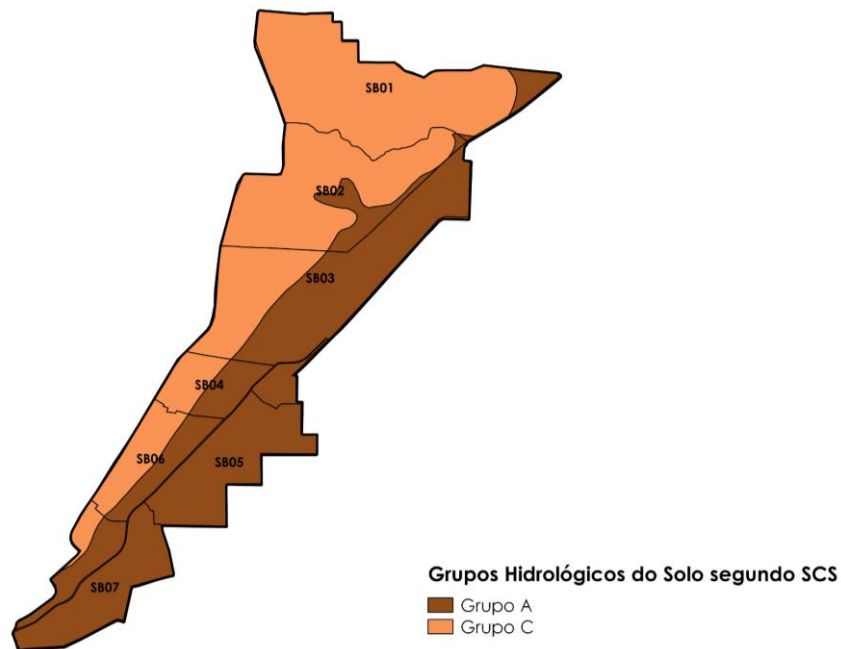 SB01
SB02
SB03
SB04
SB06
SB05
SB07
Grupos Hidrológicos do Solo segundo SCS
Grupo A
Grupo C